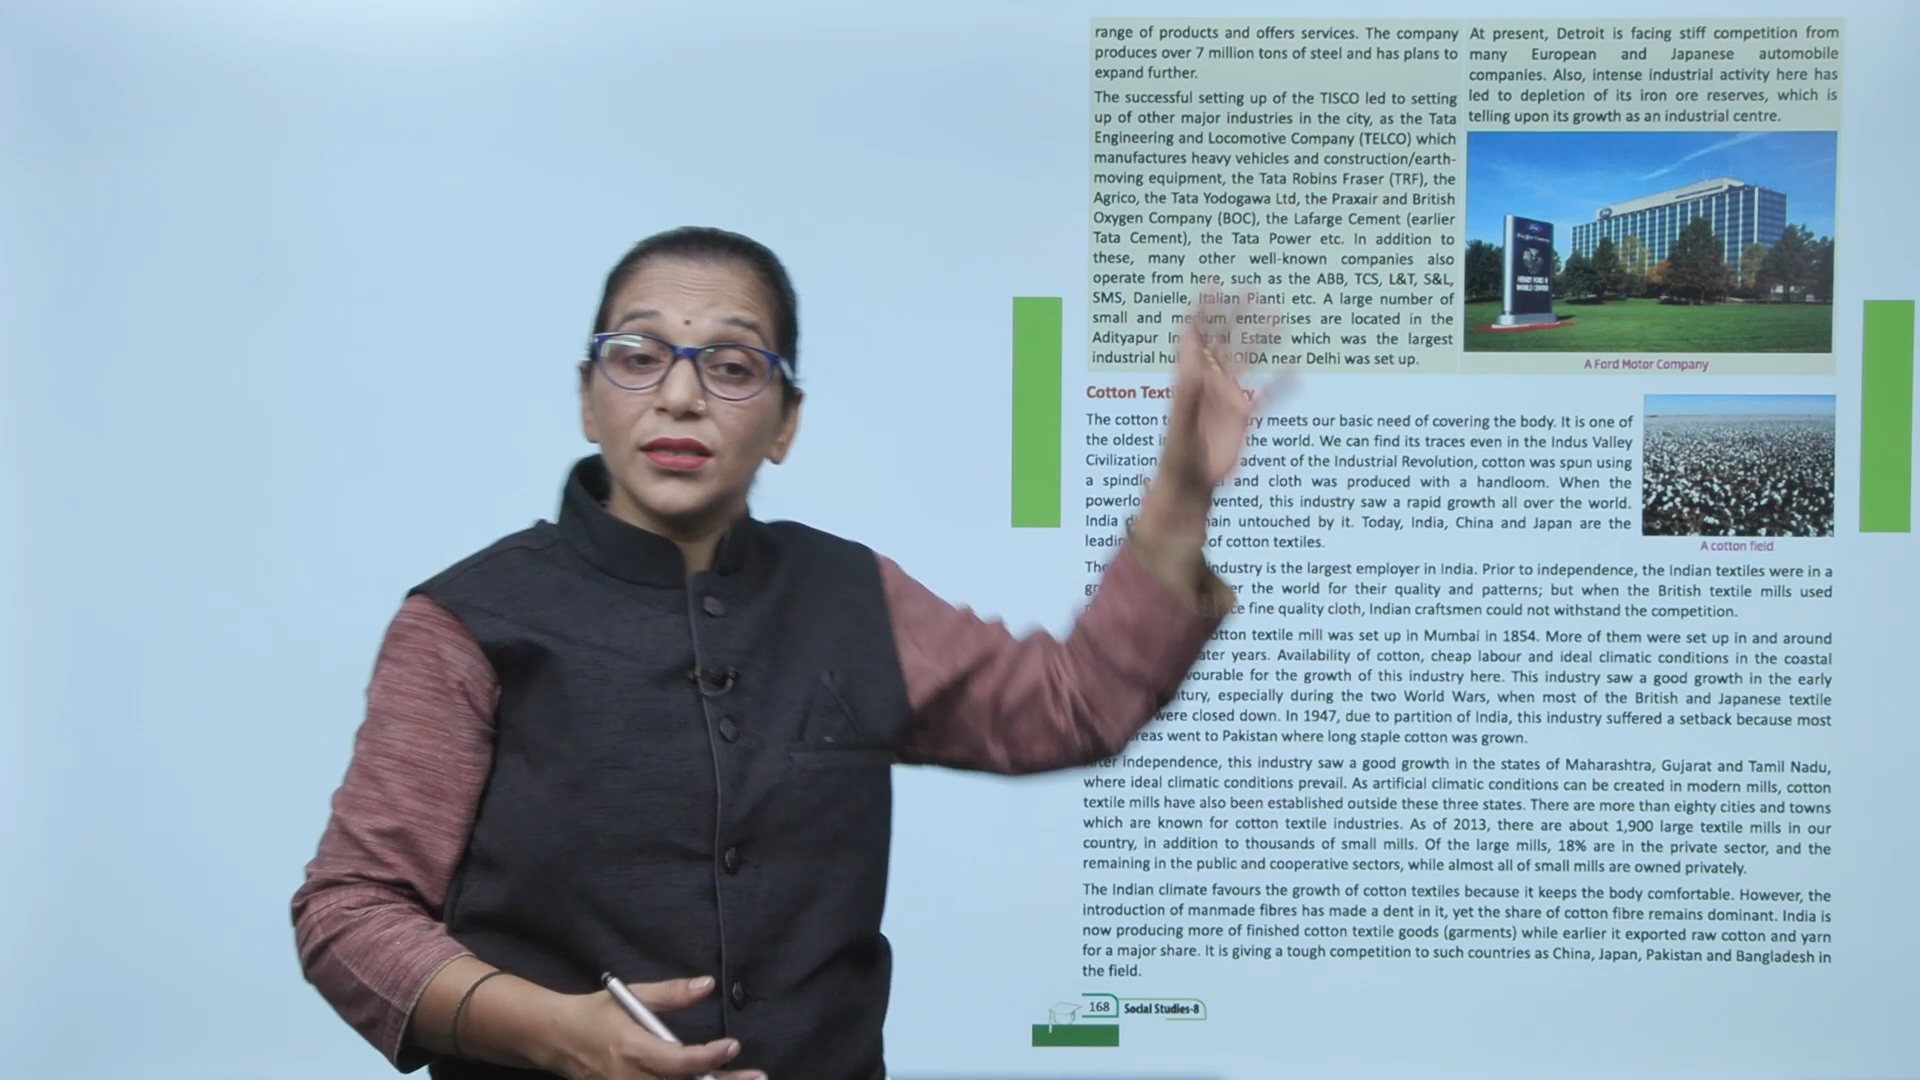 range of products and offers services. The company
produces over 7 million tons of steel and has plans to
expand further.
The successful setting up of the TISCO led to setting
up of other major industries in the city, as the Tata
Engineering and Locomotive Company (TELCO) which
manufactures heavy vehicles and construction/earth-
moving equipment, the Tata Robins Fraser (TRF), the
Agrico, the Tata Yodogawa Ltd, the Praxair and British
Oxygen Company (BOC), the Lafarge Cement (earlier
Tata Cement), the Tata Power etc. In addition to
these, many other well-known companies also
operate from here, such as the ABB, TCS, L&T, S&L,
SMS, Danielle, Italian Pianti etc. A large number of
small and medium enterprises are located in the
Adityapur Estate which was the largest
industrial NOIDA near Delhi was set up.
At present, Detroit is facing stiff competition from
many European and Japanese automobile
companies. Also, intense industrial activity here has
led to depletion of its iron ore reserves, which is
telling upon its growth as an industrial centre.
A Ford Motor Company
Cotton
The cotton meets our basic need of covering the body. It is one of
the oldest the world. We can find its traces even in the Indus Valley
Civilization advent of the Industrial Revolution, cotton was spun using
a spindle and cloth was produced with a handloom. When the
this industry saw a rapid growth all over the world.
India untouched by it. Today, India, China and Japan are the
of cotton textiles.
A cotton field
The industry is the largest employer in India. Prior to independence, the Indian textiles were in a
the world for their quality and patterns; but when the British textile mills used
fine quality cloth, Indian craftsmen could not withstand the competition.
textile mill was set up in Mumbai in 1854. More of them were set up in and around
years. Availability of cotton, cheap labour and ideal climatic conditions in the coastal
for the growth of this industry here. This industry saw a good growth in the early
especially during the two World Wars, when most of the British and Japanese textile
were closed down. In 1947, due to partition of India, this industry suffered a setback because most
went to Pakistan where long staple cotton was grown.
independence, this industry saw a good growth in the states of Maharashtra, Gujarat and Tamil Nadu,
where ideal climatic conditions prevail. As artificial climatic conditions can be created in modern mills, cotton
textile mills have also been established outside these three states. There are more than eighty cities and towns
which are known for cotton textile industries. As of 2013, there are about 1,900 large textile mills in our
country, in addition to thousands of small mills. Of the large mills, 18% are in the private sector, and the
remaining in the public and cooperative sectors, while almost all of small mills are owned privately.
The Indian climate favours the growth of cotton textiles because it keeps the body comfortable. However, the
introduction of manmade fibres has made a dent in it, yet the share of cotton fibre remains dominant. India is
now producing more of finished cotton textile goods (garments) while earlier it exported raw cotton and yarn
for a major share. It is giving a tough competition to such countries as China, Japan, Pakistan and Bangladesh in
the field.
168 Social Studies-8